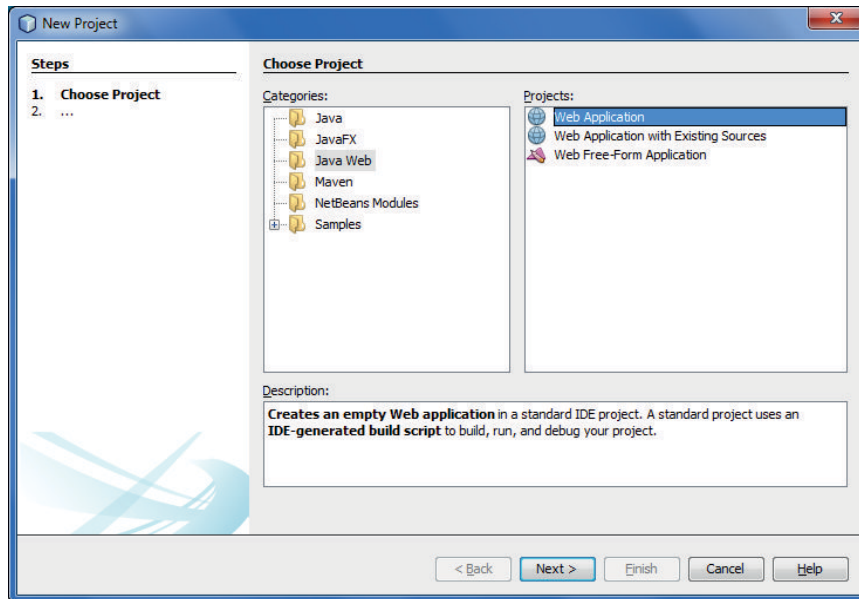 New Project
Steps
1. Choose Project
2. ...
Choose Project
Categories:
Java
JavaFX
Java Web
Maven
NetBeans Modules
Samples
Projects:
Web Application
Web Application with Existing Sources
Web Free-Form Application
Description:
Creates an empty Web application in a standard IDE project. A standard project uses an
IDE-generated build script to build, run, and debug your project.
< Back Next > Finish Cancel Help